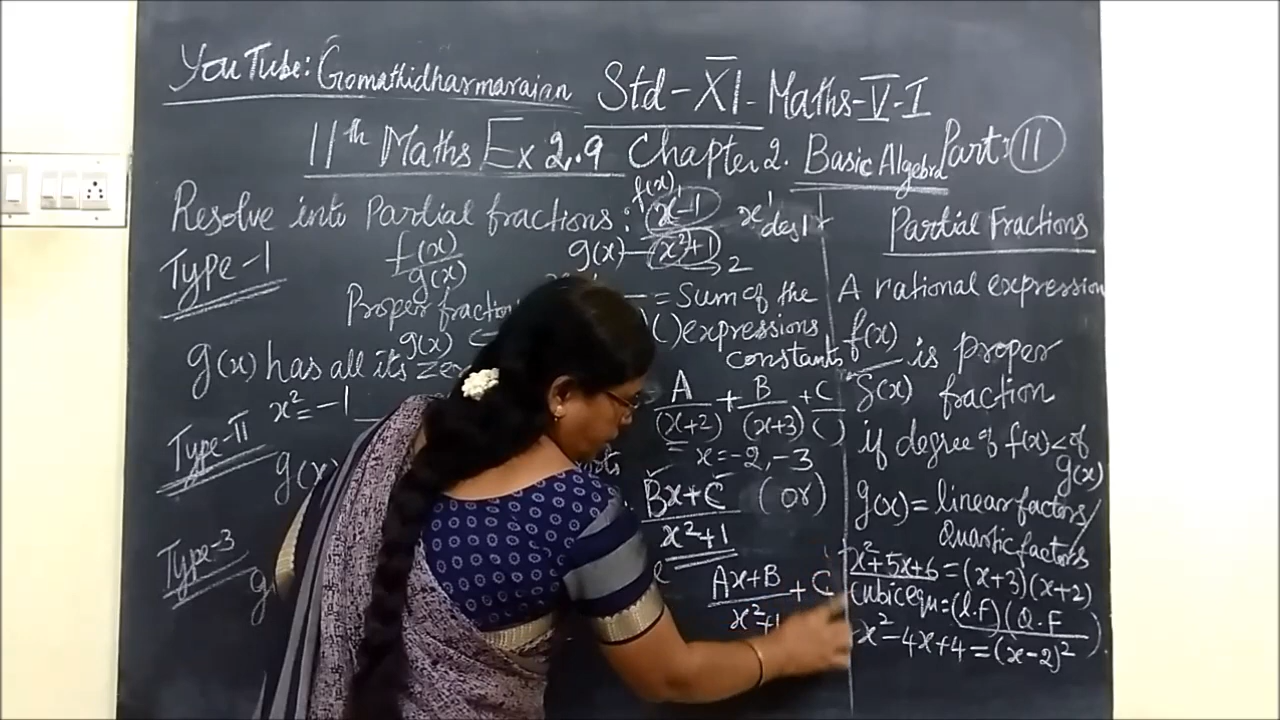 YouTube: Gomathidharmarajan Std-XI-Maths-V-I
11th Maths Ex 2.9 Chapter 2. Basic Algebra Part: 11
Resolve into Partial fractions:
f(x)
x-1
g(x) (x²+1)
2
x¹ deg 1
Type-1
f(x)
g(x)
Proper fraction
= Sum of the
g(x)
( ) expressions
constants
g(x) has all its
x² = -1
A/(x+2) + B/(x+3) + C/( )
x = -2, -3
Type-II
g(x)
Bx+C (or)
x²+1
Type-3
g
Ax+B + C
x²+1
Partial Fractions
A rational expression
f(x) is proper
g(x) fraction
if degree of f(x) < of
g(x)
g(x) = linear factors/
Quartic factors
x²+5x+6 = (x+3)(x+2)
Cubic equ: = (l.F)(Q.F)
x²-4x+4 = (x-2)²